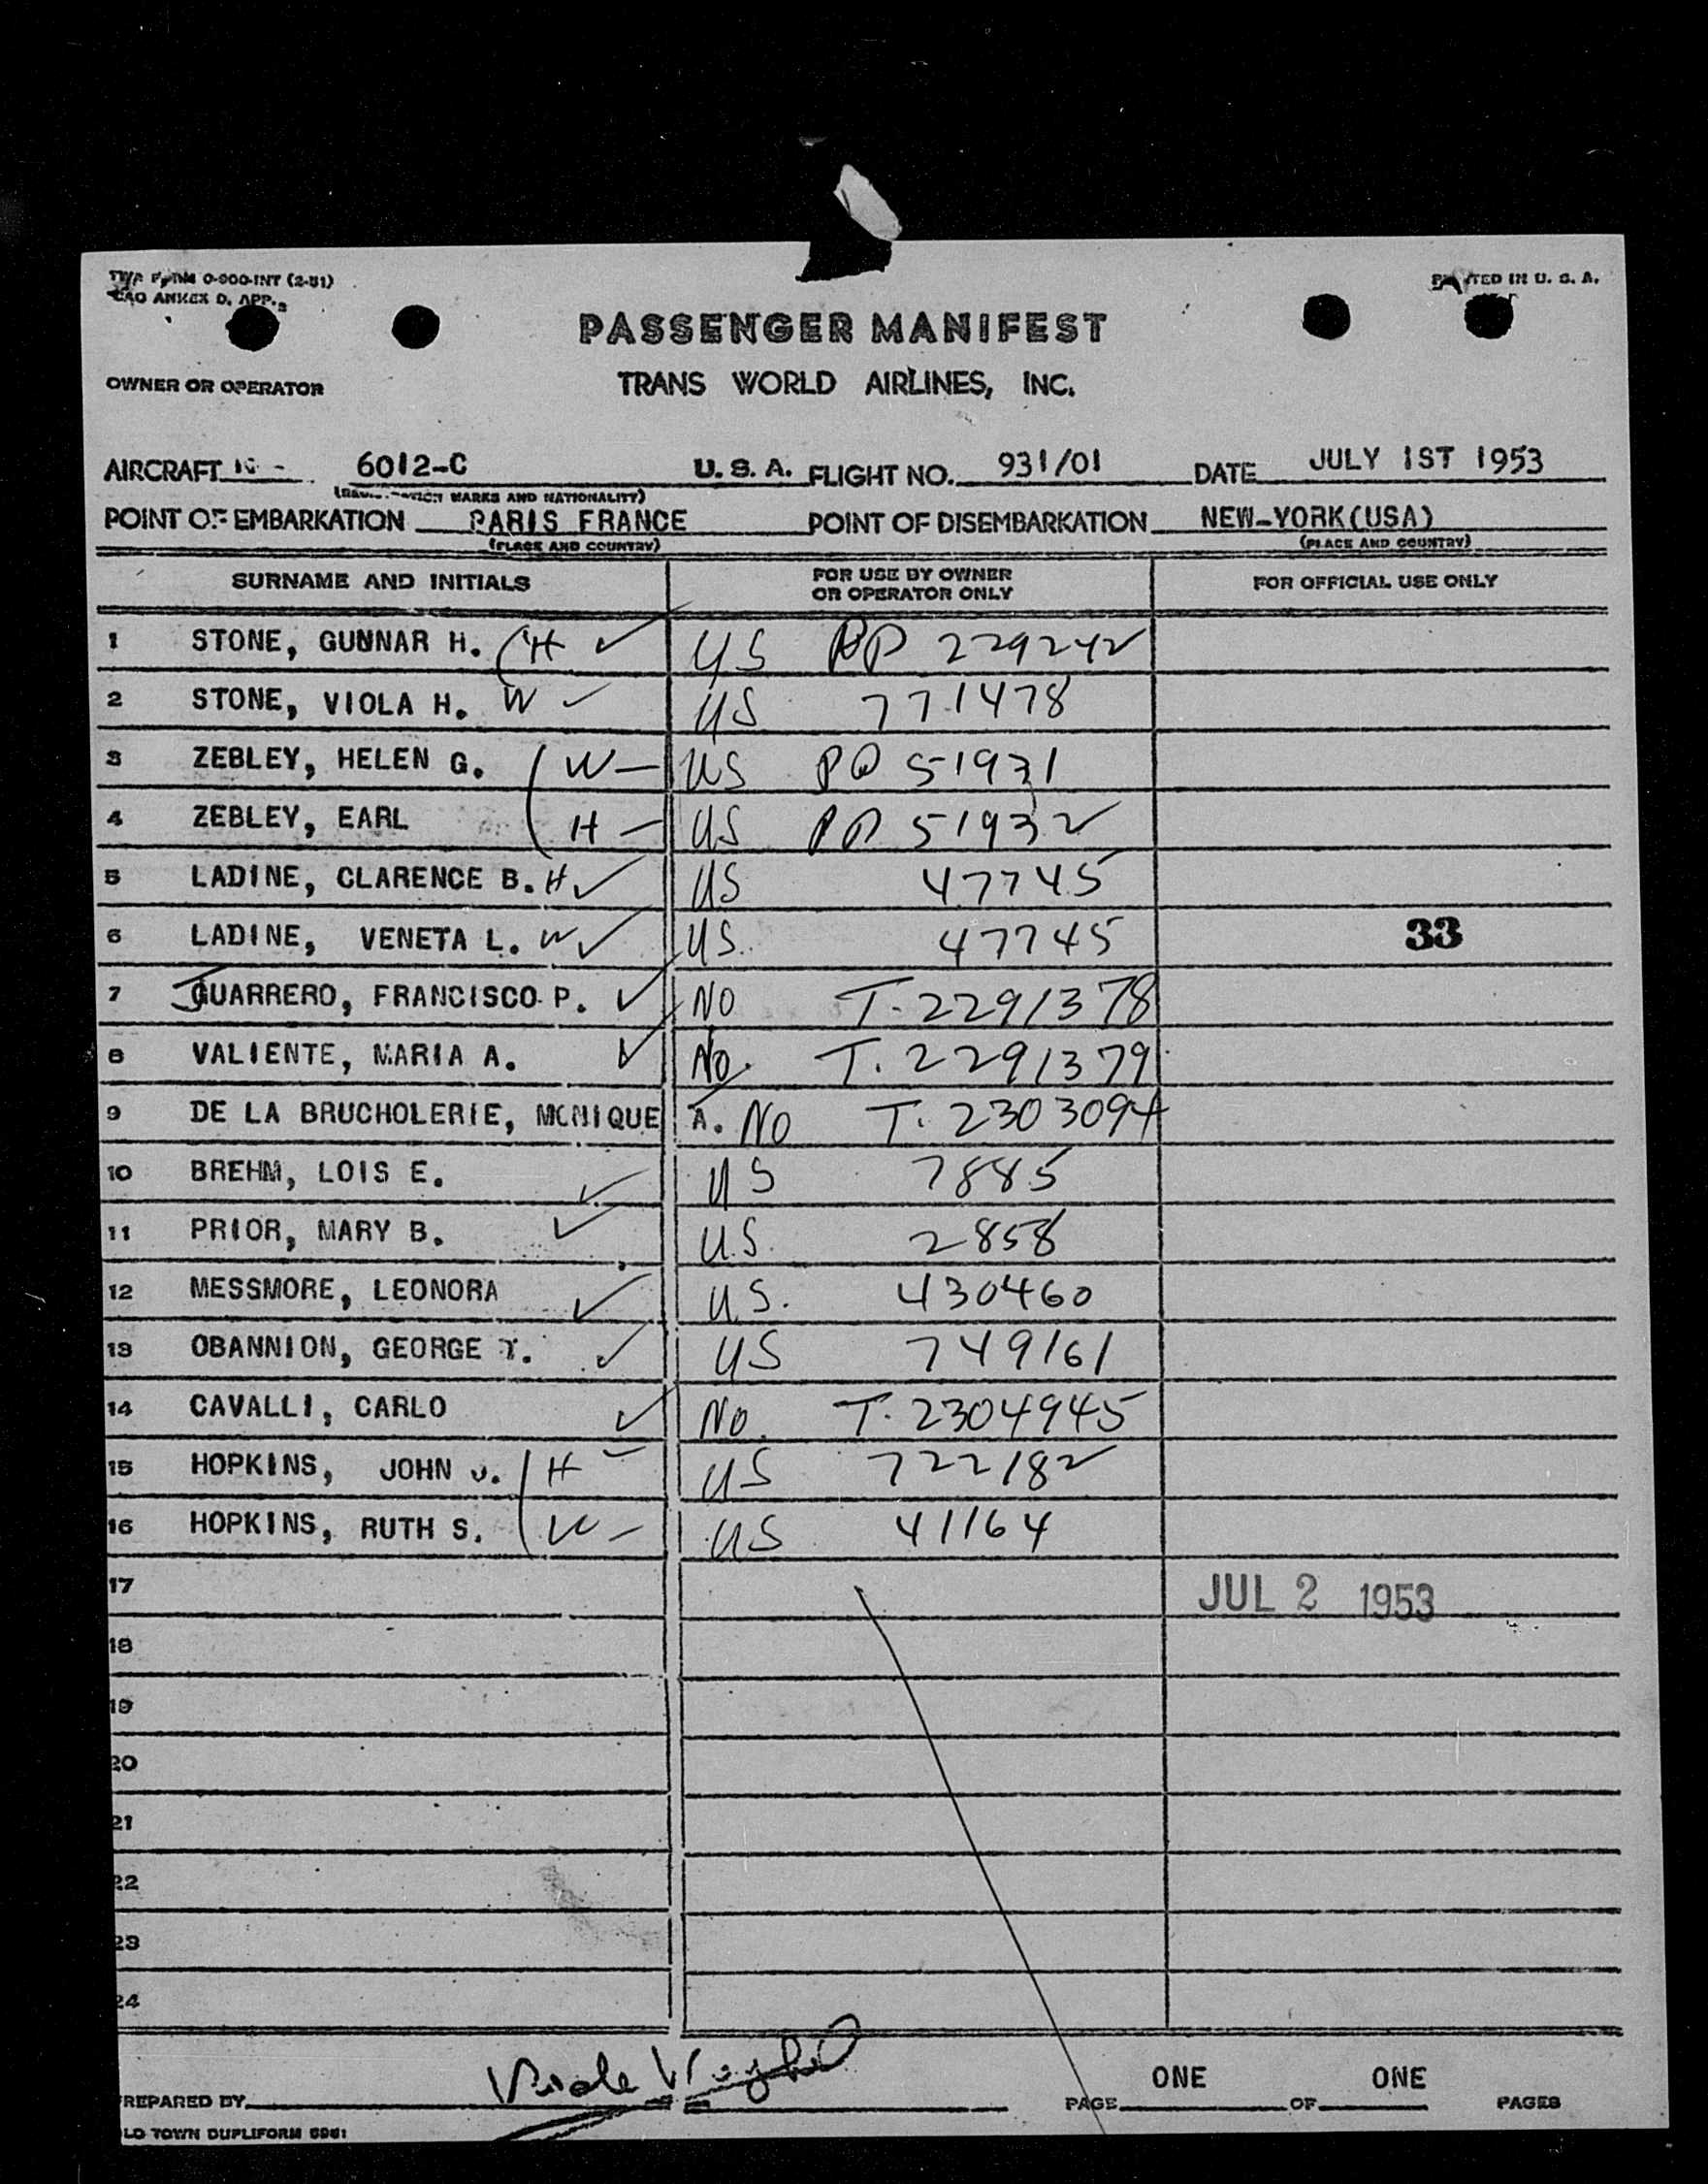 TWA FORM O-900-INT (2-51)
ICAO ANNEX D. APP.
PRINTED IN U. S. A.
PASSENGER MANIFEST
OWNER OR OPERATOR TRANS WORLD AIRLINES, INC.
AIRCRAFT N - 6012-C U. S. A. FLIGHT NO. 931/01 DATE JULY 1ST 1953
MARKS AND NATIONALITY)
POINT OF EMBARKATION PARIS FRANCE POINT OF DISEMBARKATION NEW-YORK(USA)
(PLACE AND COUNTRY) (PLACE AND COUNTRY)
SURNAME AND INITIALS FOR USE BY OWNER OR OPERATOR ONLY FOR OFFICIAL USE ONLY
1 STONE, GUNNAR H. (H ✓ US PP 229242
2 STONE, VIOLA H. W ✓ US 771478
3 ZEBLEY, HELEN G. (W — US PP 51931
4 ZEBLEY, EARL (H — US PP 51932
5 LADINE, CLARENCE B. H ✓ US 47745
6 LADINE, VENETA L. W ✓ US. 47745 33
7 GUARRERO, FRANCISCO P. ✓ NO T-2291378
8 VALIENTE, MARIA A. ✓ No. T. 2291379
9 DE LA BRUCHOLERIE, MONIQUE A. NO T. 2303094
10 BREHM, LOIS E. ✓ US 7885
11 PRIOR, MARY B. ✓ U.S. 2858
12 MESSMORE, LEONORA ✓ U.S. 430460
13 OBANNION, GEORGE T. ✓ US 749161
14 CAVALLI, CARLO ✓ No. T. 2304945
15 HOPKINS, JOHN J. (H — US 722182
16 HOPKINS, RUTH S. (W — US 41164
17 JUL 2 1953
18
19
20
21
22
23
24
PREPARED BY PAGE ONE OF ONE PAGES
OLD TOWN DUPLIFORM